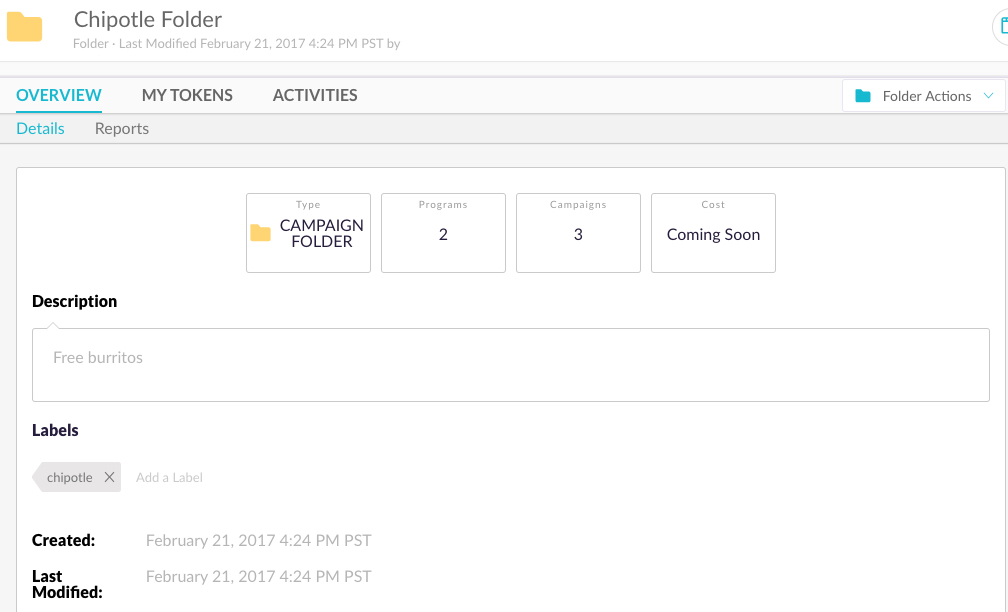 Chipotle Folder
Folder · Last Modified February 21, 2017 4:24 PM PST by
OVERVIEW MY TOKENS ACTIVITIES Folder Actions
Details Reports
Type Programs Campaigns Cost
CAMPAIGN
FOLDER 2 3 Coming Soon
Description
Free burritos
Labels
chipotle Add a Label
Created: February 21, 2017 4:24 PM PST
Last February 21, 2017 4:24 PM PST
Modified: